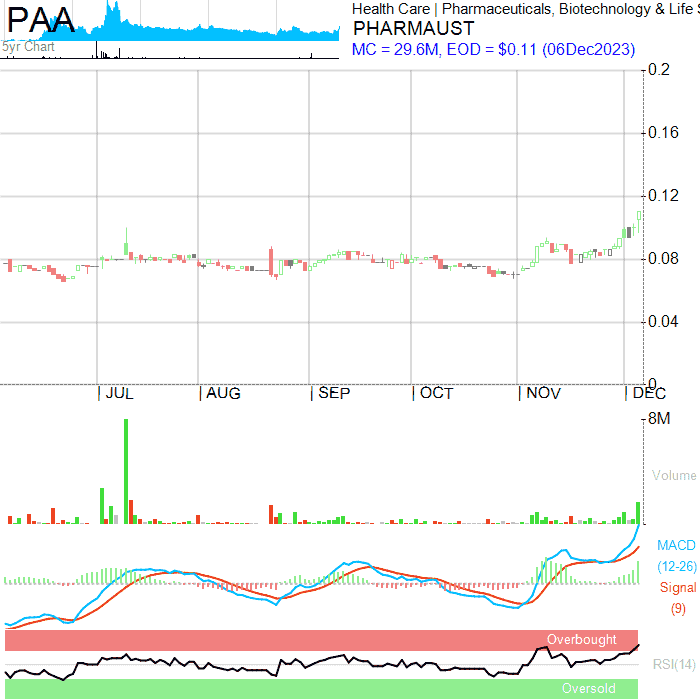 PAA
5yr Chart
Health Care | Pharmaceuticals, Biotechnology & Life S
PHARMAUST
MC = 29.6M, EOD = $0.11 (06Dec2023)
0.2
0.16
0.12
0.08
0.04
0
| JUL | AUG | SEP | OCT | NOV | DEC
8M
Volume
MACD
(12-26)
Signal
(9)
Overbought
RSI(14)
Oversold